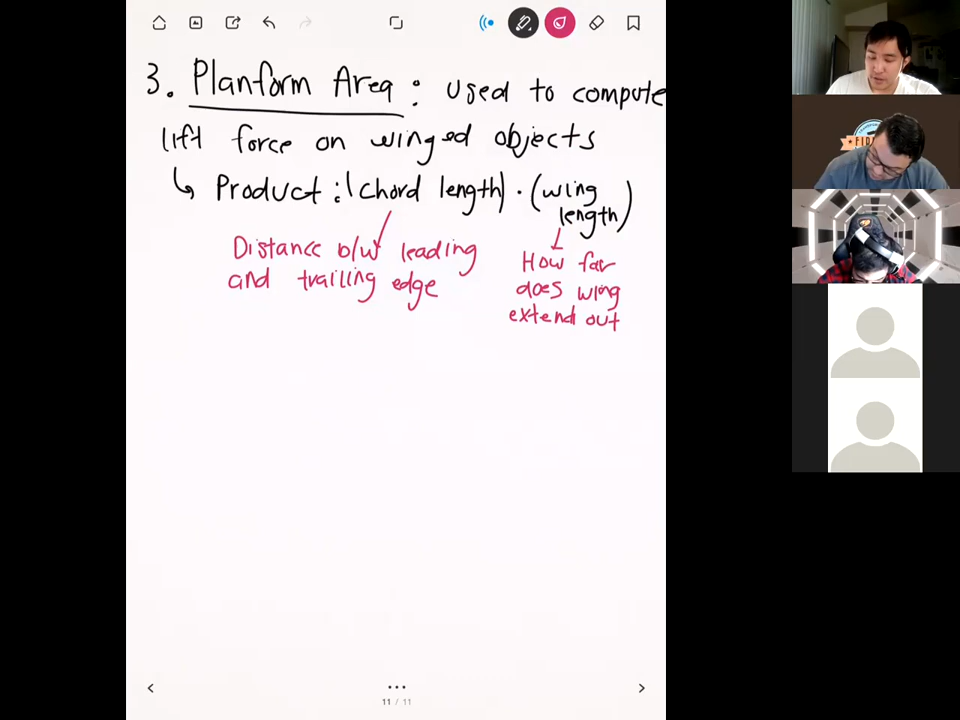 3. Planform Area : used to compute
lift force on winged objects
↳ Product : (chord length) · (wing length)
Distance b/w leading
and trailing edge
How far
does wing
extend out
11 / 11